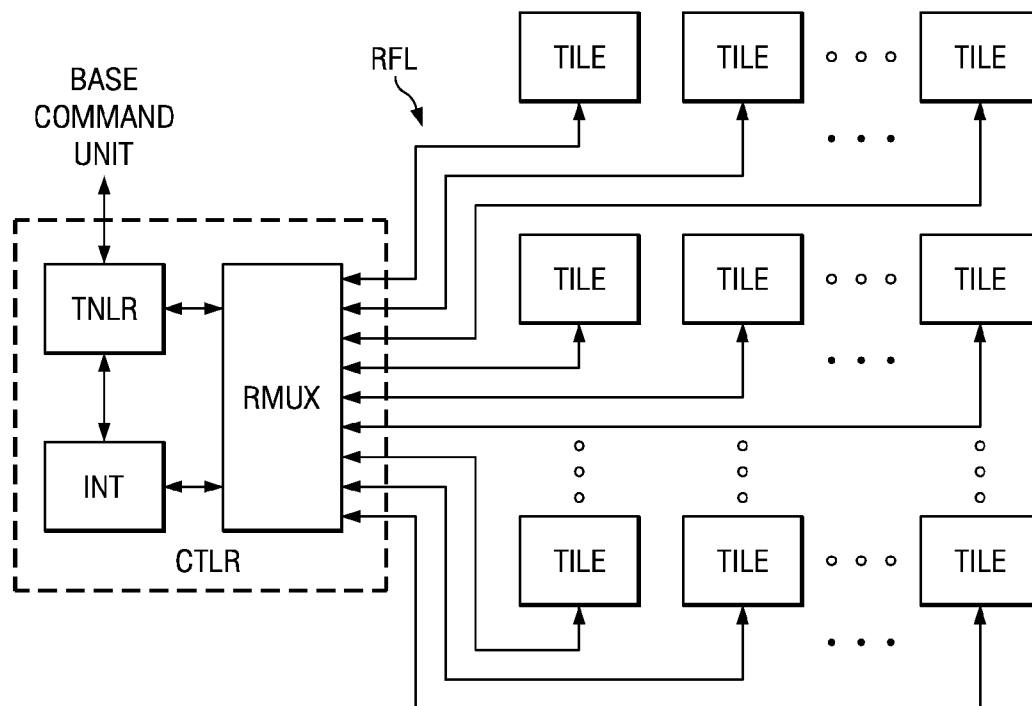 BASE
COMMAND
UNIT
RFL
TILE TILE TILE
TNLR
INT
RMUX
CTLR
TILE TILE TILE
TILE TILE TILE